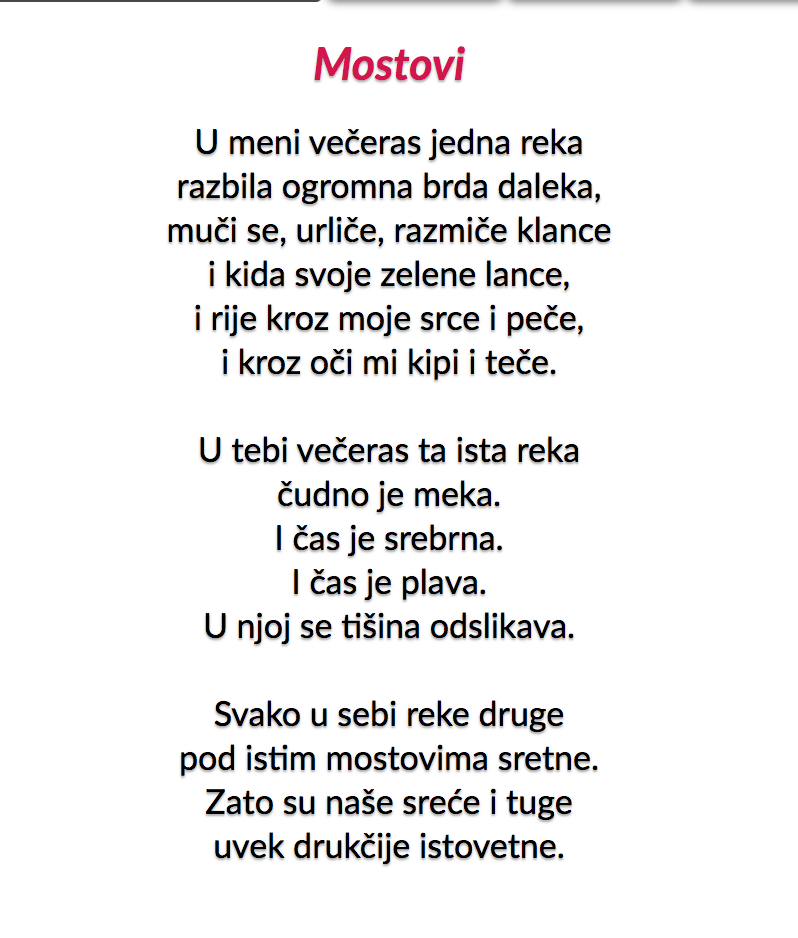 Mostovi
U meni večeras jedna reka
razbila ogromna brda daleka,
muči se, urliče, razmiče klance
i kida svoje zelene lance,
i rije kroz moje srce i peče,
i kroz oči mi kipi i teče.
U tebi večeras ta ista reka
čudno je meka.
I čas je srebrna.
I čas je plava.
U njoj se tišina odslikava.
Svako u sebi reke druge
pod istim mostovima sretne.
Zato su naše sreće i tuge
uvek drukčije istovetne.